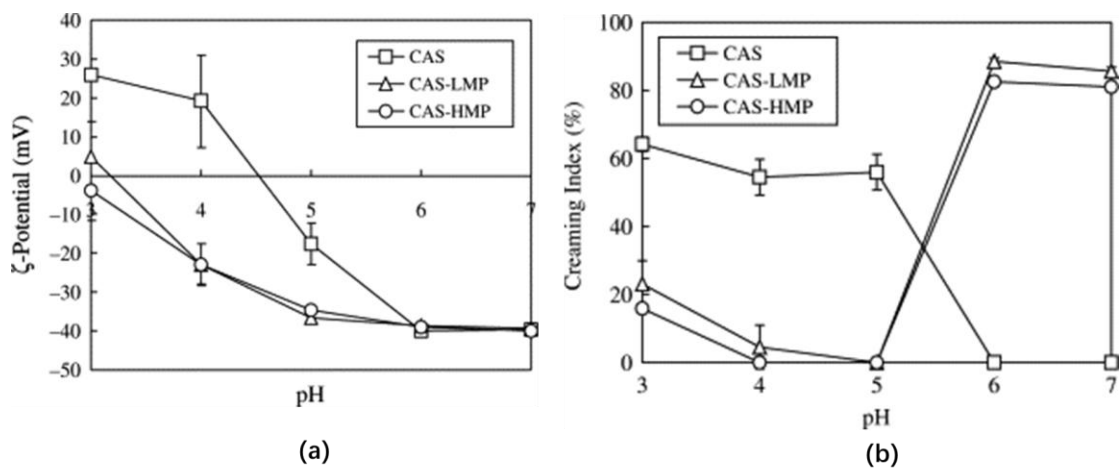 40
30
20
10
0
−10
−20
−30
−40
−50
ζ-Potential (mV)
CAS
CAS-LMP
CAS-HMP
3
4
5
6
7
pH
(a)
100
80
60
40
20
0
Creaming Index (%)
CAS
CAS-LMP
CAS-HMP
3
4
5
6
7
pH
(b)